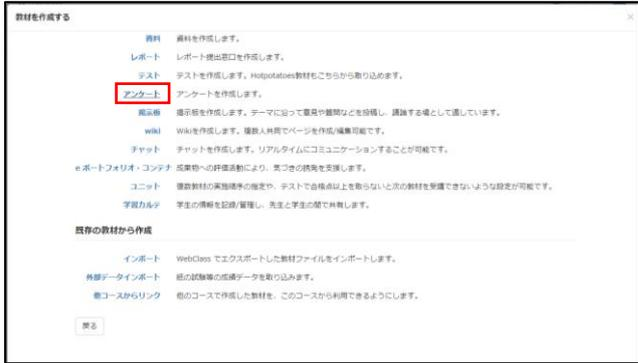 教材を作成する
資料 資料を作成します。
レポート レポート提出窓口を作成します。
テスト テストを作成します。Hotpotatoes教材もこちらから取り込めます。
アンケート アンケートを作成します。
掲示板 掲示板を作成します。テーマに沿って意見や質問などを投稿し、議論する場として適しています。
wiki Wikiを作成します。複数人共同でページを作成/編集可能です。
チャット チャットを作成します。リアルタイムにコミュニケーションすることが可能です。
eポートフォリオ・コンテナ 成果物への評価活動により、気づきの誘発を支援します。
ユニット 複数教材の実施順序の指定や、テストで合格点以上を取らないと次の教材を受講できないような設定が可能です。
学習カルテ 学生の情報を記録/管理し、先生と学生の間で共有します。
既存の教材から作成
インポート WebClass でエクスポートした教材ファイルをインポートします。
外部データインポート 紙の試験等の成績データを取り込みます。
他コースからリンク 他のコースで作成した教材を、このコースから利用できるようにします。
戻る